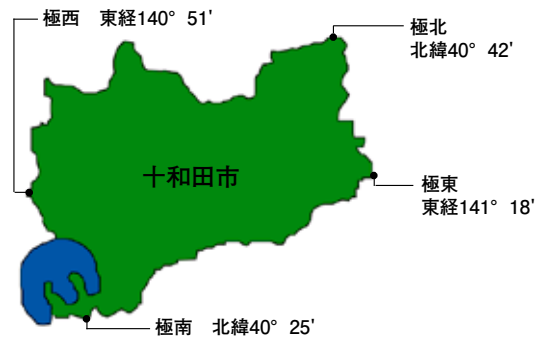 極西　東経140°51'
極北
北緯40°42'
十和田市
極東
東経141°18'
極南　北緯40°25'